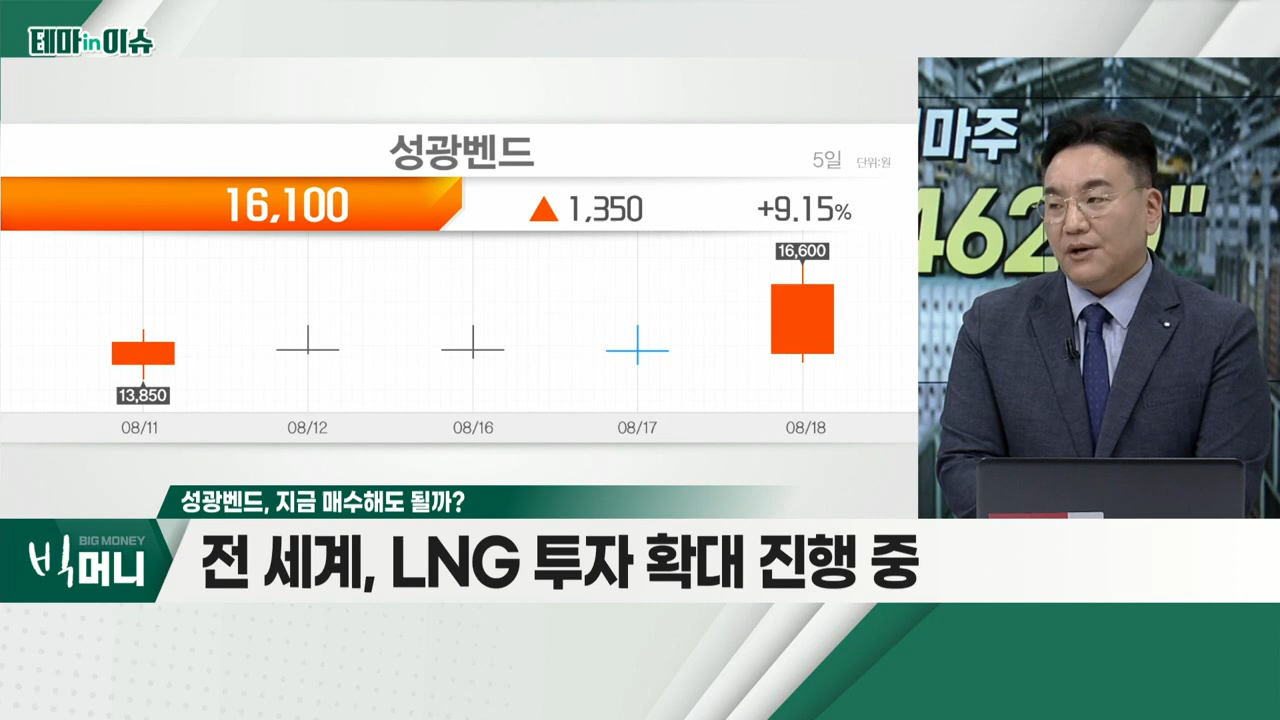 테마in이슈
성광벤드
5일 단위:원
16,100 ▲ 1,350 +9.15%
16,600
13,850
08/11 08/12 08/16 08/17 08/18
마주
462
"
성광벤드, 지금 매수해도 될까?
BIG MONEY
빅머니
전 세계, LNG 투자 확대 진행 중